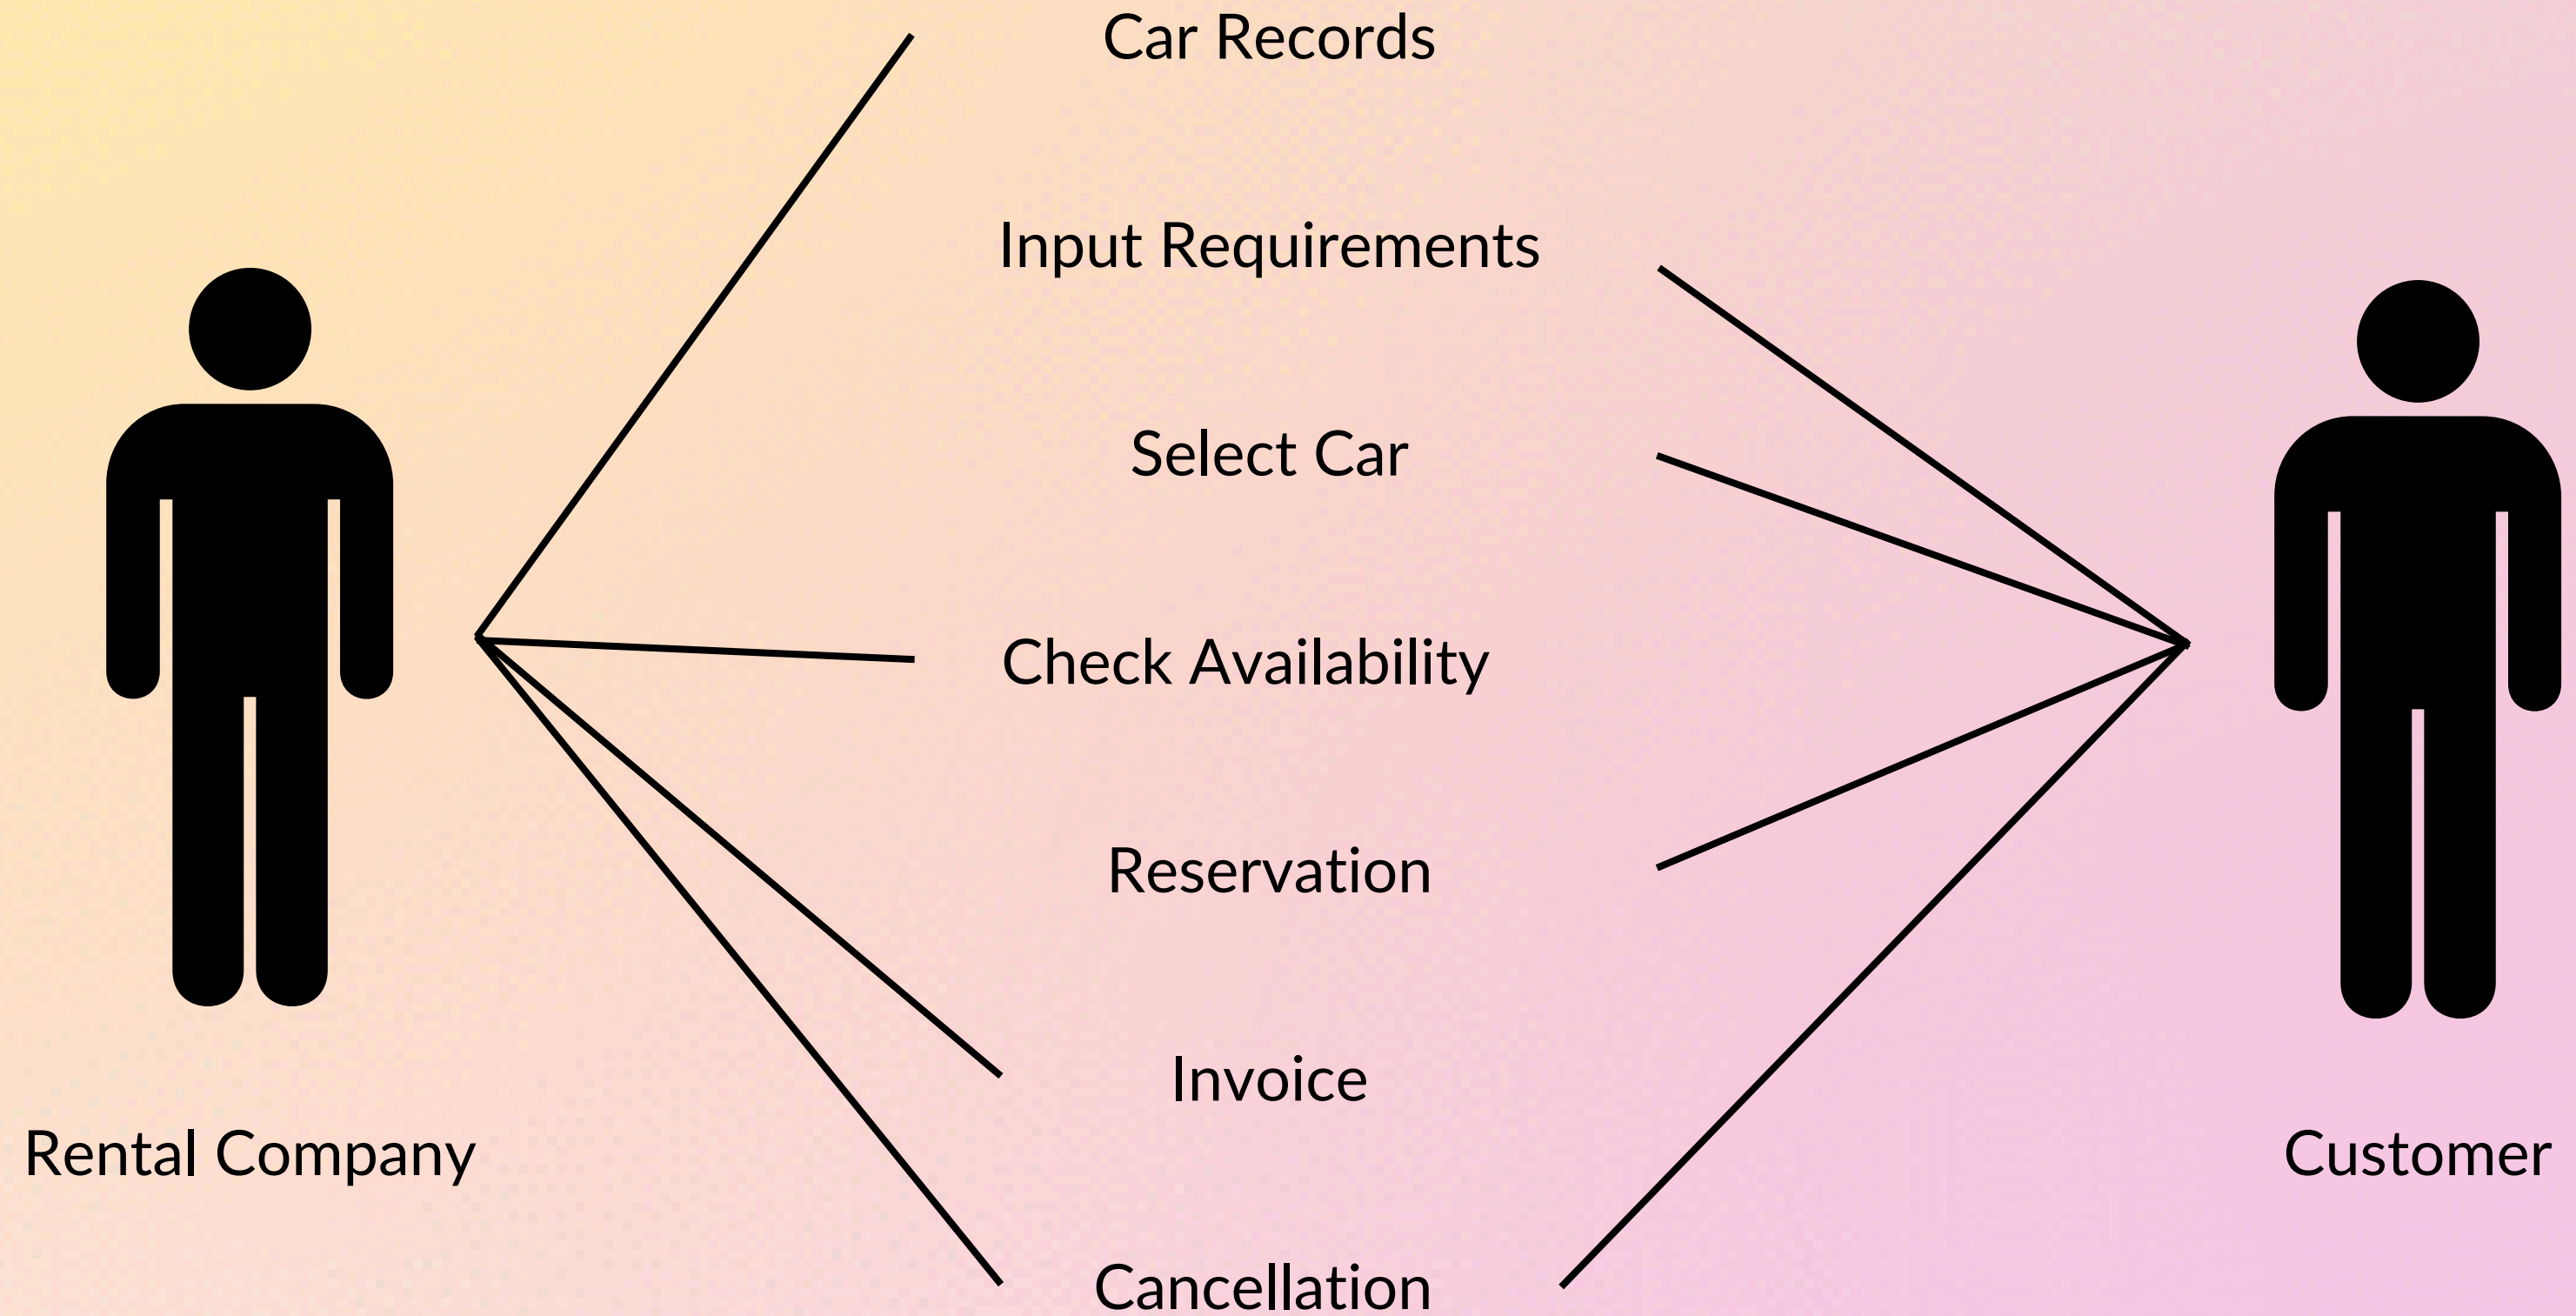 Car Records
Input Requirements
Select Car
Check Availability
Reservation
Invoice
Rental Company
Customer
Cancellation